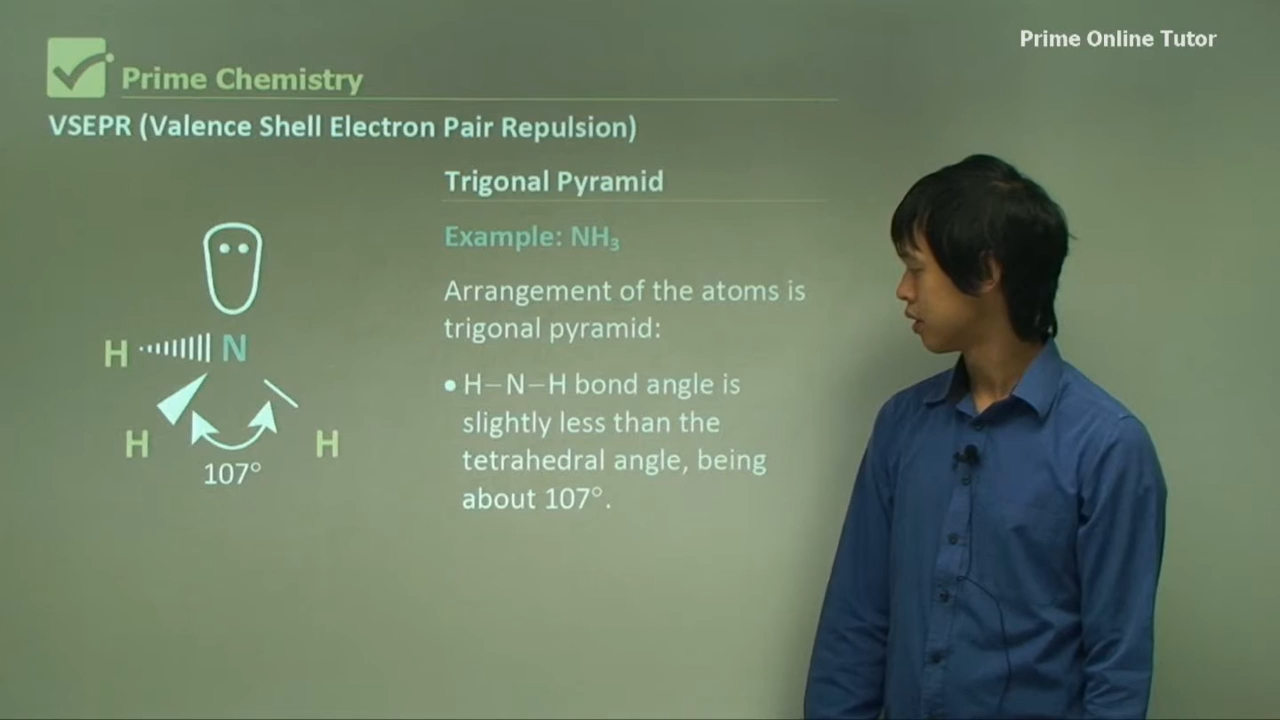 Prime Online Tutor
Prime Chemistry
VSEPR (Valence Shell Electron Pair Repulsion)
Trigonal Pyramid
Example: NH₃
Arrangement of the atoms is
trigonal pyramid:
• H–N–H bond angle is
slightly less than the
tetrahedral angle, being
about 107°.
H N
H H
107°